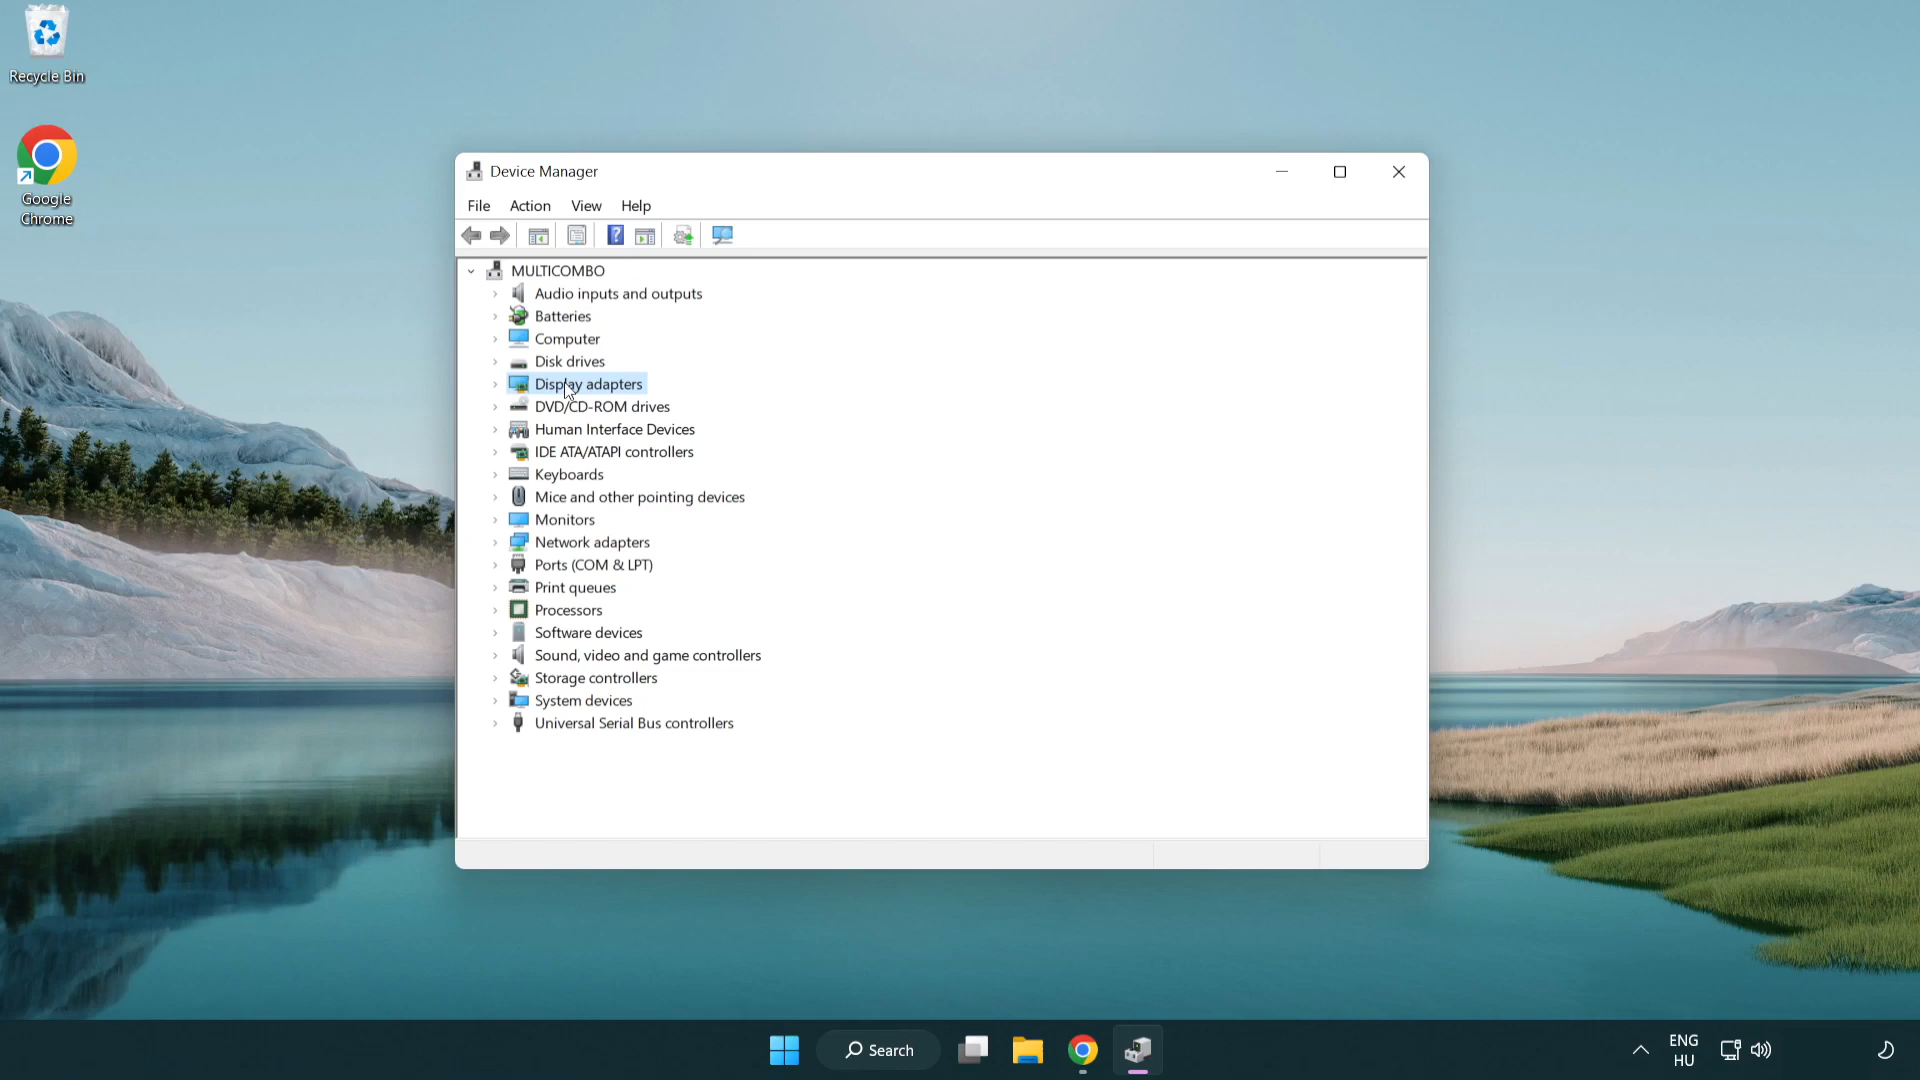 Recycle Bin
Google
Chrome
Device Manager
File Action View Help
MULTICOMBO
Audio inputs and outputs
Batteries
Computer
Disk drives
Display adapters
DVD/CD-ROM drives
Human Interface Devices
IDE ATA/ATAPI controllers
Keyboards
Mice and other pointing devices
Monitors
Network adapters
Ports (COM & LPT)
Print queues
Processors
Software devices
Sound, video and game controllers
Storage controllers
System devices
Universal Serial Bus controllers
Search
ENG
HU